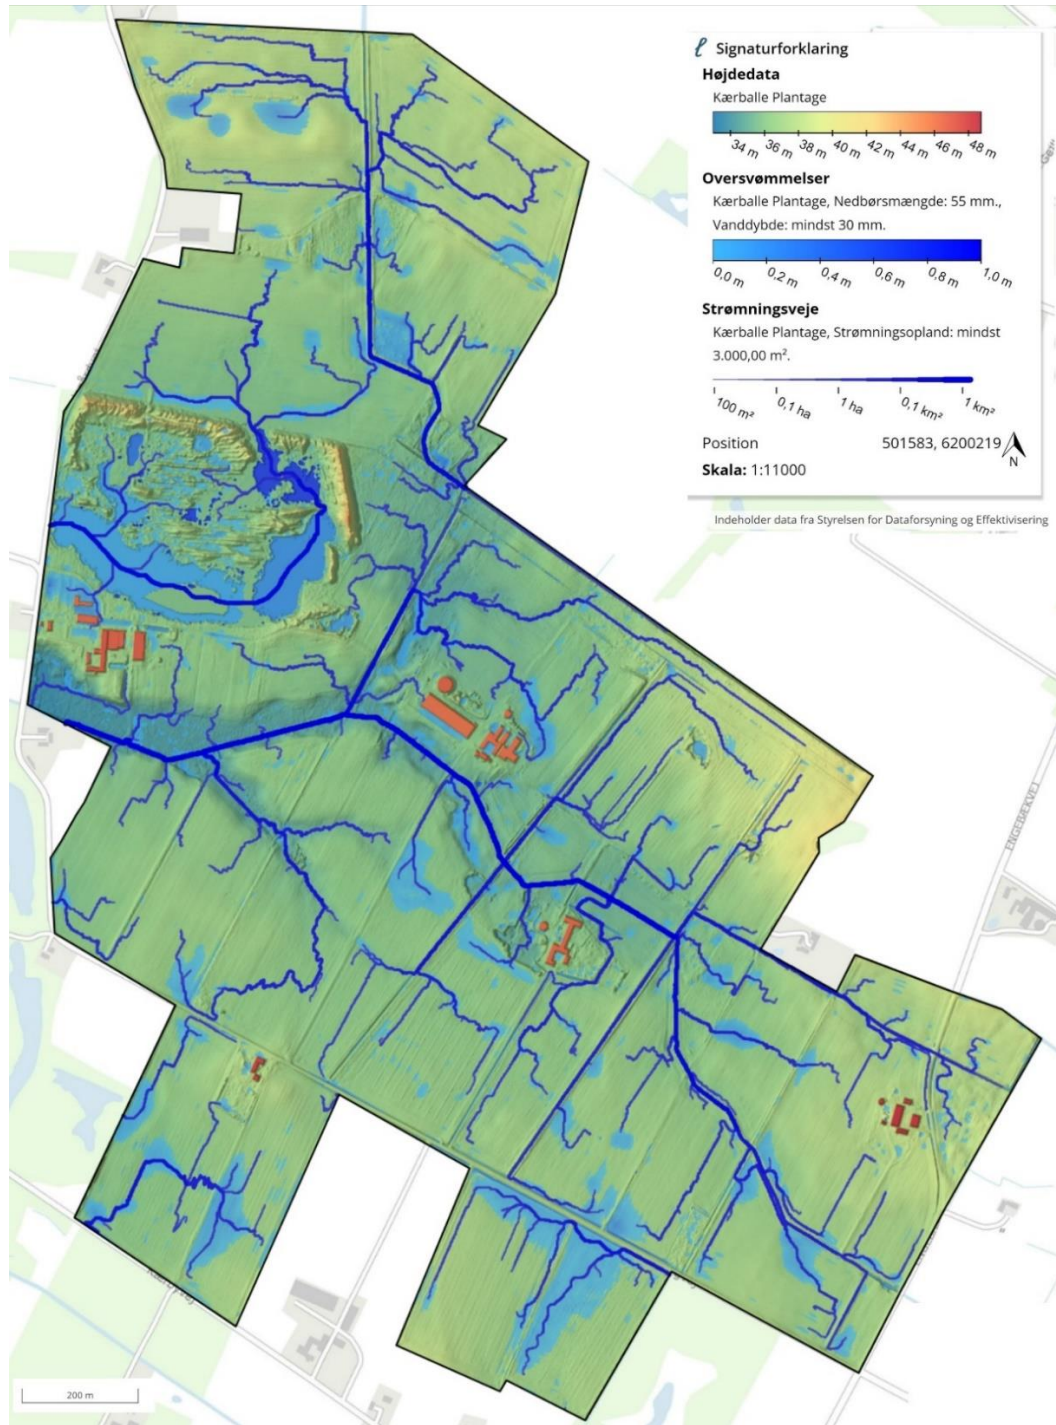 Signaturforklaring
Højdedata
Kærballe Plantage
34 m 36 m 38 m 40 m 42 m 44 m 46 m 48 m
Oversvømmelser
Kærballe Plantage, Nedbørsmængde: 55 mm.,
Vanddybde: mindst 30 mm.
0,0 m 0,2 m 0,4 m 0,6 m 0,8 m 1,0 m
Strømningsveje
Kærballe Plantage, Strømningsopland: mindst
3.000,00 m².
100 m² 0,1 ha 1 ha 0,1 km² 1 km²
Position 501583, 6200219
N
Skala: 1:11000
Indeholder data fra Styrelsen for Dataforsyning og Effektivisering
ENGEBÆKVEJ
200 m